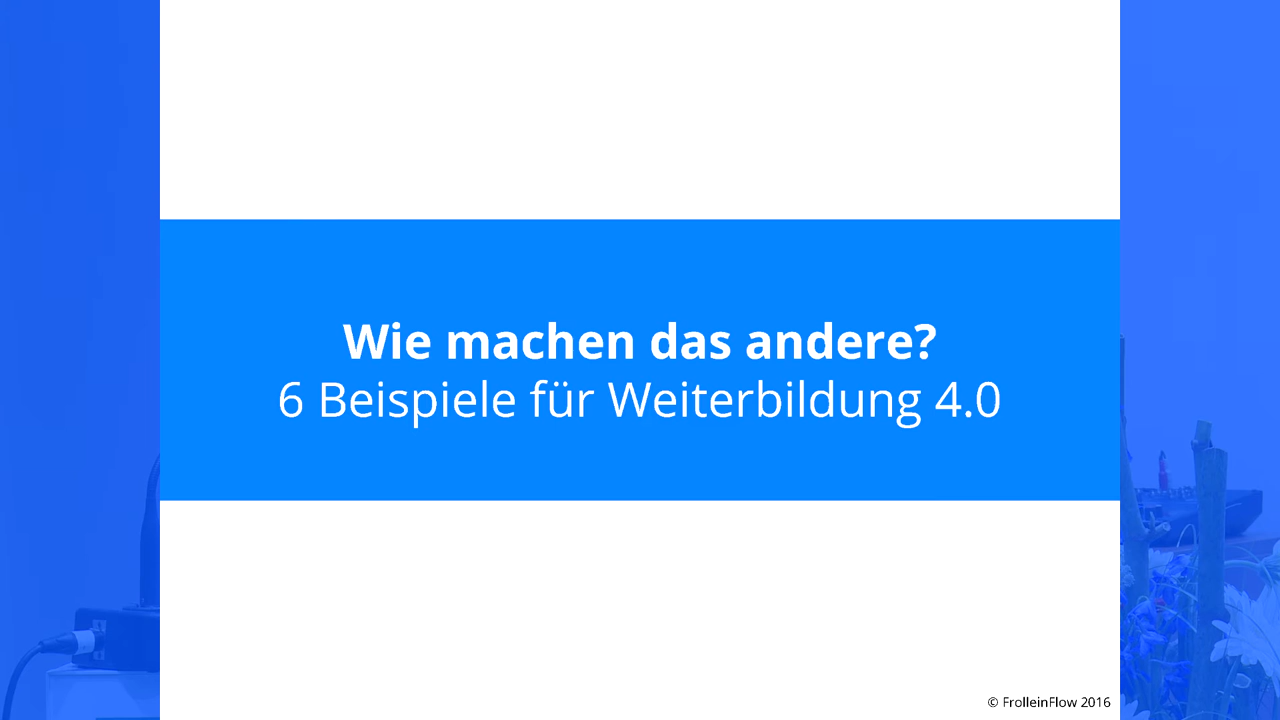 Wie machen das andere?
6 Beispiele für Weiterbildung 4.0
© FrolleinFlow 2016